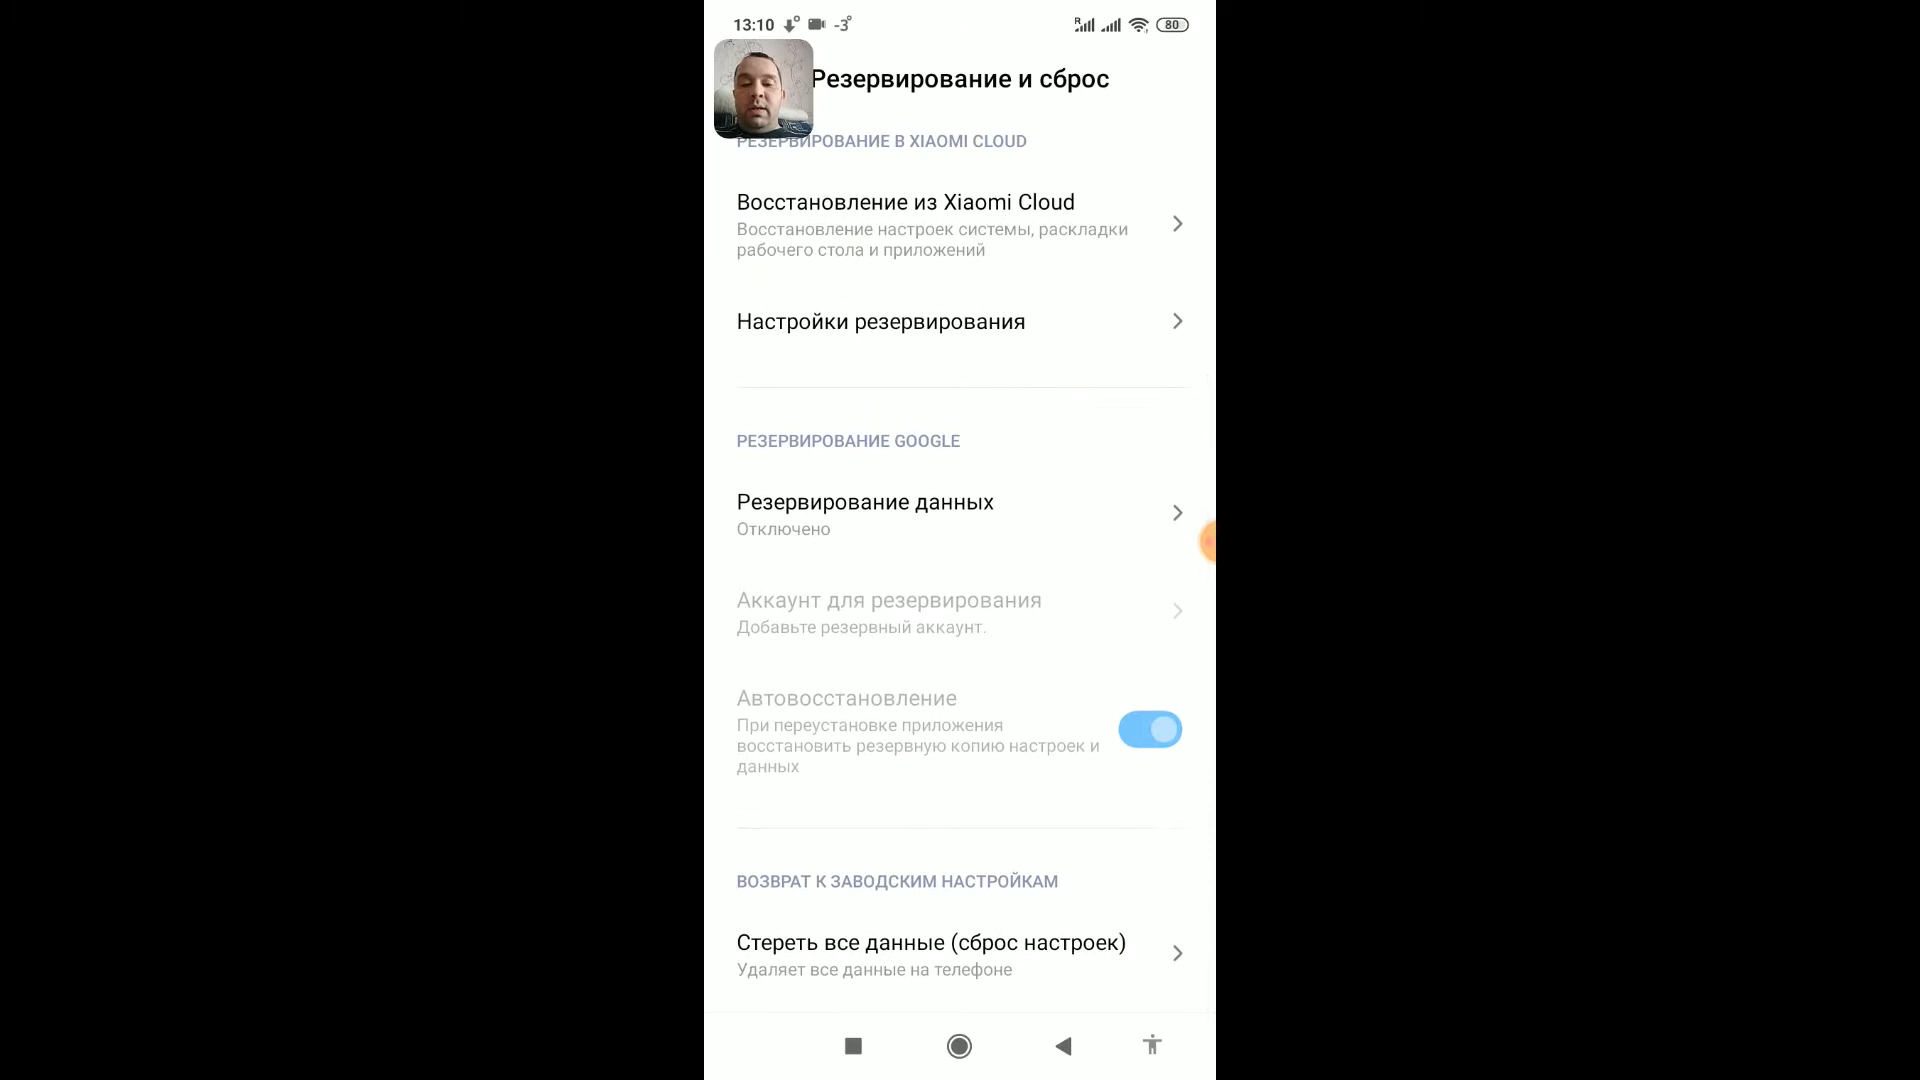 13:10 -3°
R 80
Резервирование и сброс
РЕЗЕРВИРОВАНИЕ В XIAOMI CLOUD
Восстановление из Xiaomi Cloud
Восстановление настроек системы, раскладки
рабочего стола и приложений
Настройки резервирования
РЕЗЕРВИРОВАНИЕ GOOGLE
Резервирование данных
Отключено
Аккаунт для резервирования
Добавьте резервный аккаунт.
Автовосстановление
При переустановке приложения
восстановить резервную копию настроек и
данных
ВОЗВРАТ К ЗАВОДСКИМ НАСТРОЙКАМ
Стереть все данные (сброс настроек)
Удаляет все данные на телефоне